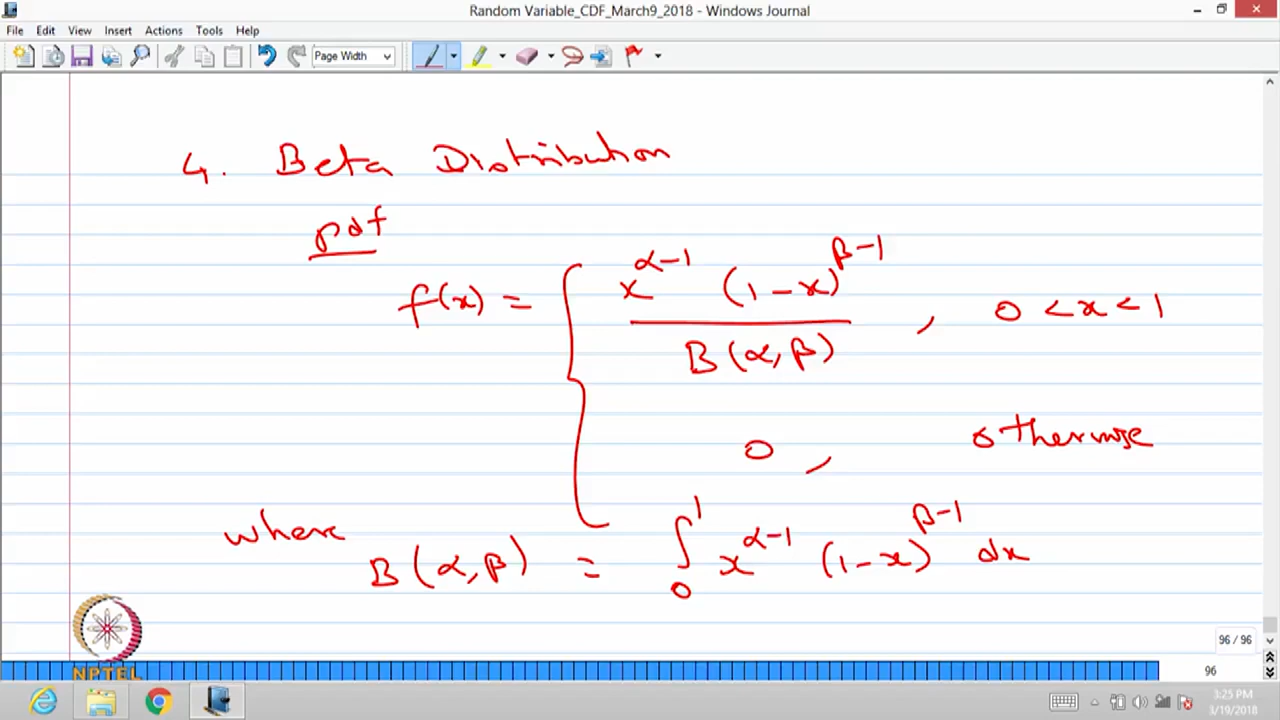 Random Variable_CDF_March9_2018 - Windows Journal
File Edit View Insert Actions Tools Help
Page Width
4. Beta Distribution
pdf
f(x) = { x^{α-1} (1-x)^{β-1} / B(α,β) , 0 < x < 1
0 , otherwise
where
B(α,β) = ∫_0^1 x^{α-1} (1-x)^{β-1} dx
96 / 96
NPTEL
96
3:25 PM
3/19/2018